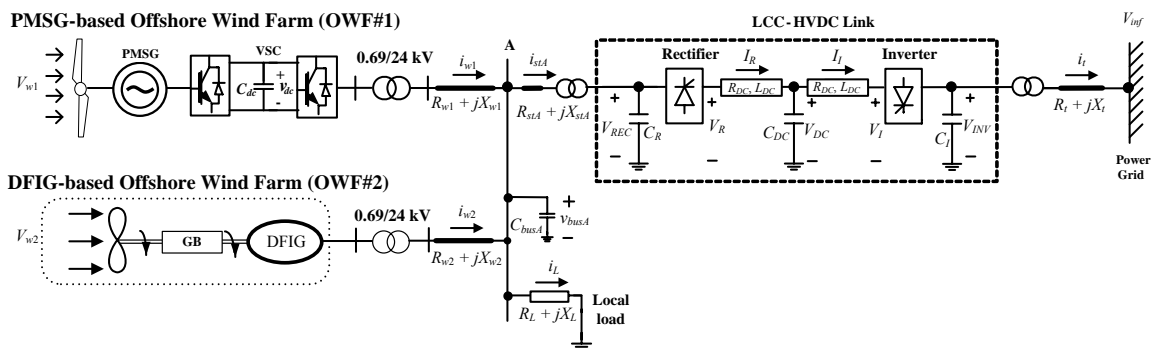 PMSG-based Offshore Wind Farm (OWF#1)
LCC-HVDC Link
V_inf
PMSG
VSC
0.69/24 kV
A
Rectifier
Inverter
i_w1
i_stA
I_R
I_I
i_t
V_w1
C_dc
+
v_dc
-
R_w1 + jX_w1
R_stA + jX_stA
R_DC, L_DC
R_DC, L_DC
R_t + jX_t
+
V_REC
−
C_R
+
V_R
−
C_DC
+
V_DC
−
+
V_I
−
C_I
+
V_INV
−
Power
Grid
DFIG-based Offshore Wind Farm (OWF#2)
0.69/24 kV
i_w2
V_w2
GB
DFIG
R_w2 + jX_w2
C_busA
+
v_busA
−
i_L
R_L + jX_L
Local
load